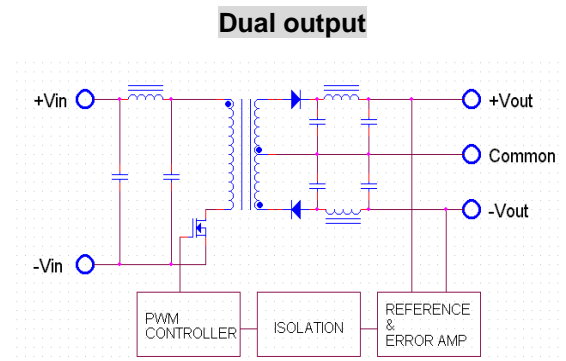 Dual output
+Vin
+Vout
Common
-Vout
-Vin
PWM
CONTROLLER
ISOLATION
REFERENCE
&
ERROR AMP